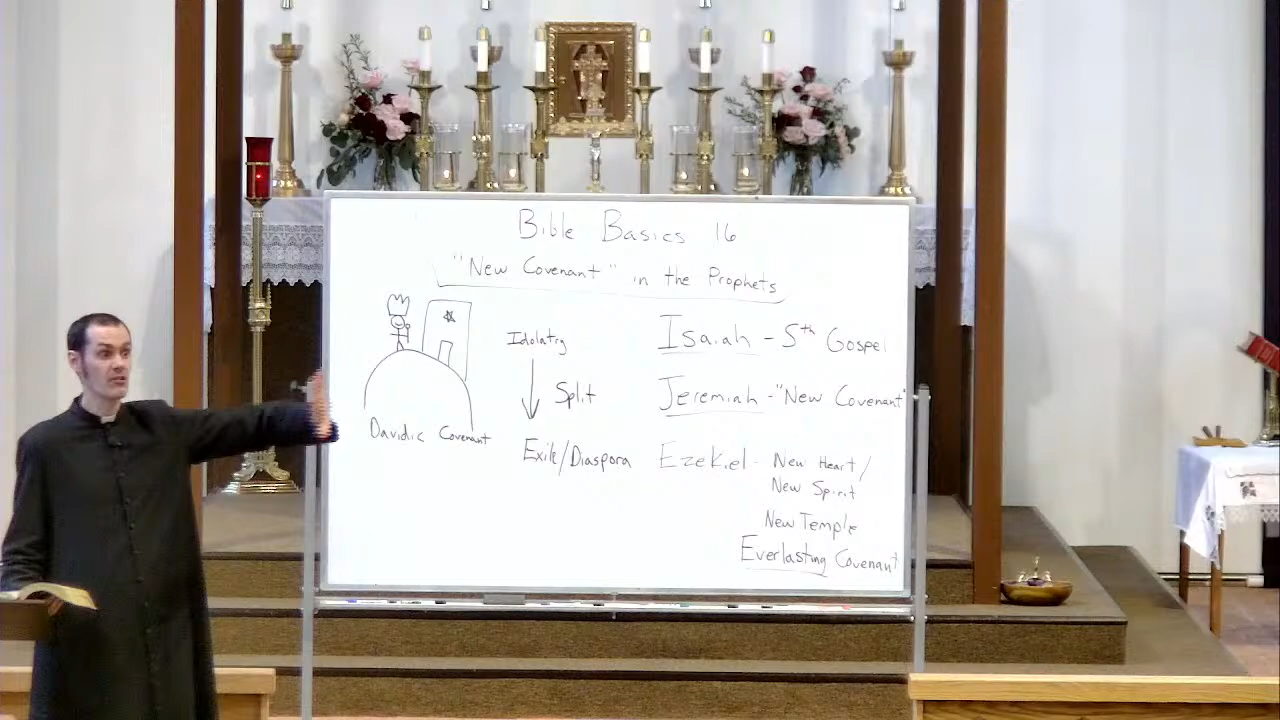 Bible Basics 16
"New Covenant" in the Prophets
Idolatry
Split
Exile/Diaspora
Davidic Covenant
Isaiah - 5th Gospel
Jeremiah - "New Covenant"
Ezekiel - New Heart/
New Spirit
New Temple
Everlasting Covenant